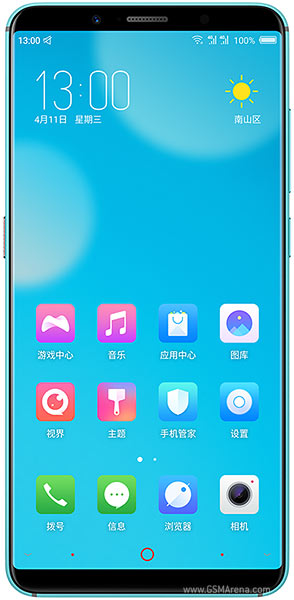 13:00 4G 4G 100%
13:00
4月11日 星期三 南山区
游戏中心 音乐 应用中心 图库
视界 主题 手机管家 设置
拨号 信息 浏览器 相机
www.GSMArena.com